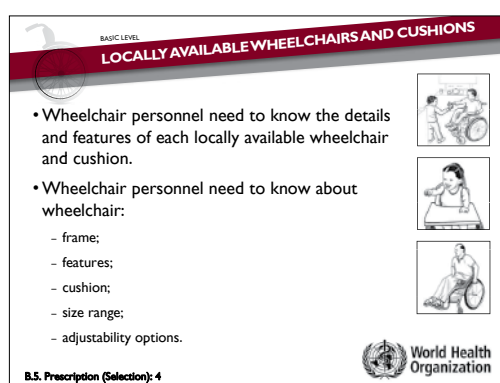 BASIC LEVEL
LOCALLY AVAILABLE WHEELCHAIRS AND CUSHIONS
• Wheelchair personnel need to know the details
and features of each locally available wheelchair
and cushion.
• Wheelchair personnel need to know about
wheelchair:
– frame;
– features;
– cushion;
– size range;
– adjustability options.
World Health
Organization
B.5. Prescription (Selection): 4